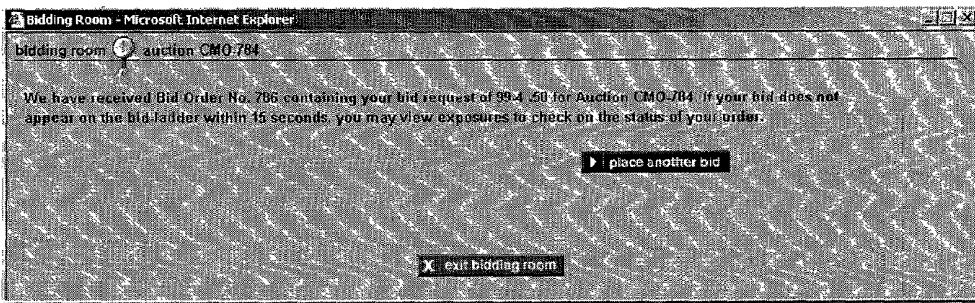 Bidding Room - Microsoft Internet Explorer
bidding room auction CMO-784
We have received Bid Order No. 786 containing your bid request of 99-4 .50 for Auction CMO-784. If your bid does not
appear on the bid-ladder within 15 seconds, you may view exposures to check on the status of your order.
place another bid
X exit bidding room